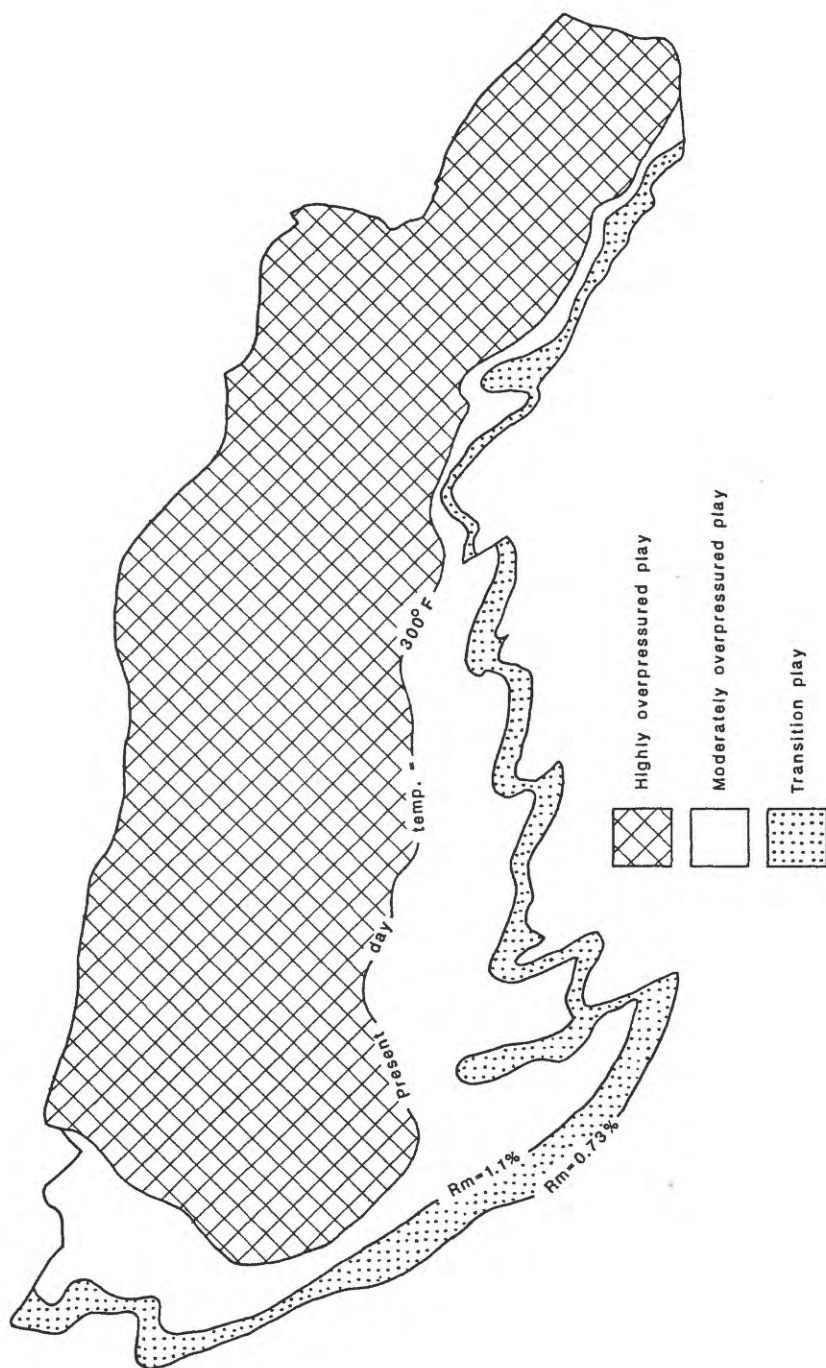 Present day temp. = 300°F
Rm=1.1%
Rm=0.73%
Highly overpressured play
Moderately overpressured play
Transition play